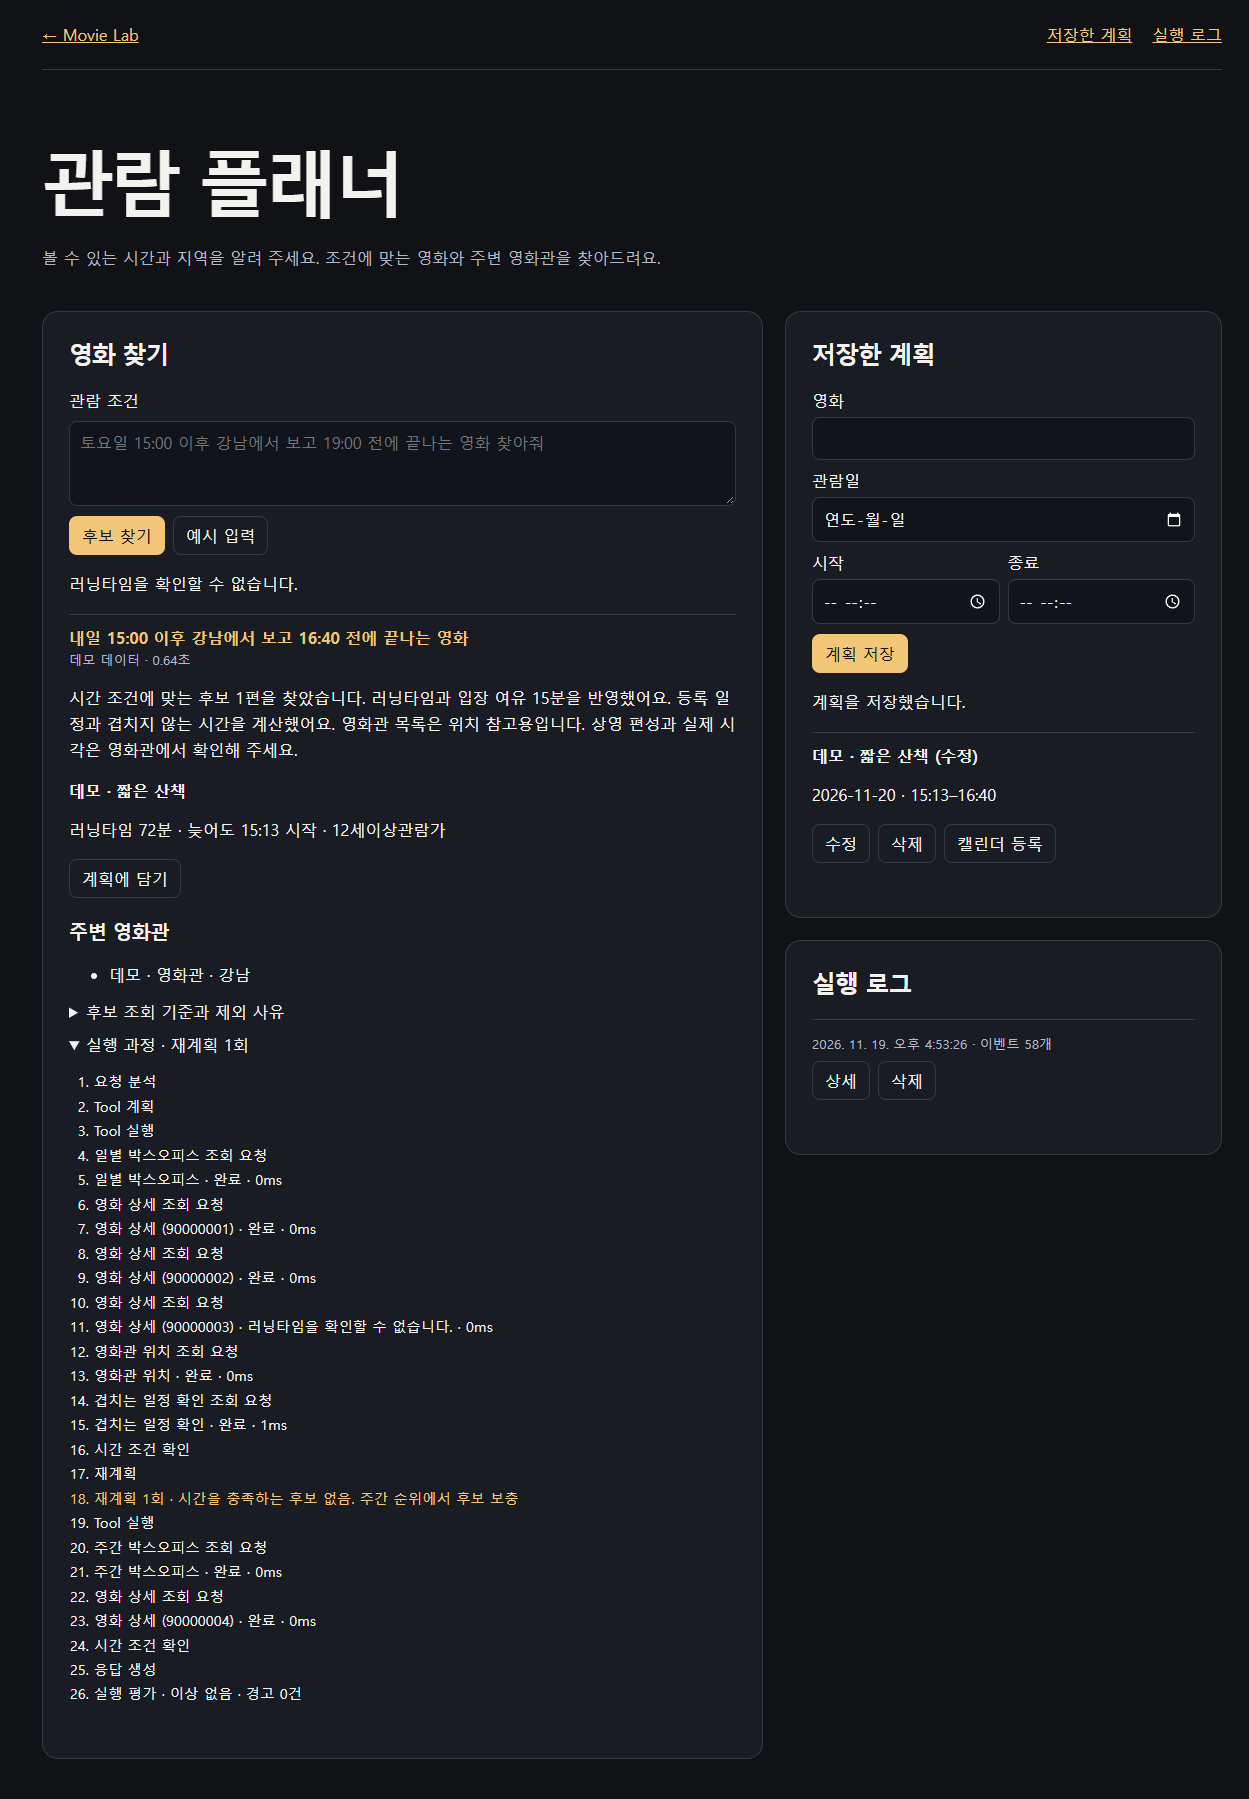 ← Movie Lab
저장한 계획 실행 로그
관람 플래너
볼 수 있는 시간과 지역을 알려 주세요. 조건에 맞는 영화와 주변 영화관을 찾아드려요.
영화 찾기
관람 조건
토요일 15:00 이후 강남에서 보고 19:00 전에 끝나는 영화 찾아줘
후보 찾기 예시 입력
러닝타임을 확인할 수 없습니다.
내일 15:00 이후 강남에서 보고 16:40 전에 끝나는 영화
데모 데이터 · 0.64초
시간 조건에 맞는 후보 1편을 찾았습니다. 러닝타임과 입장 여유 15분을 반영했어요. 등록 일
정과 겹치지 않는 시간을 계산했어요. 영화관 목록은 위치 참고용입니다. 상영 편성과 실제 시
각은 영화관에서 확인해 주세요.
데모 · 짧은 산책
러닝타임 72분 · 늦어도 15:13 시작 · 12세이상관람가
계획에 담기
주변 영화관
• 데모 · 영화관 · 강남
▶ 후보 조회 기준과 제외 사유
▼ 실행 과정 · 재계획 1회
1. 요청 분석
2. Tool 계획
3. Tool 실행
4. 일별 박스오피스 조회 요청
5. 일별 박스오피스 · 완료 · 0ms
6. 영화 상세 조회 요청
7. 영화 상세 (90000001) · 완료 · 0ms
8. 영화 상세 조회 요청
9. 영화 상세 (90000002) · 완료 · 0ms
10. 영화 상세 조회 요청
11. 영화 상세 (90000003) · 러닝타임을 확인할 수 없습니다. · 0ms
12. 영화관 위치 조회 요청
13. 영화관 위치 · 완료 · 0ms
14. 겹치는 일정 확인 조회 요청
15. 겹치는 일정 확인 · 완료 · 1ms
16. 시간 조건 확인
17. 재계획
18. 재계획 1회 · 시간을 충족하는 후보 없음. 주간 순위에서 후보 보충
19. Tool 실행
20. 주간 박스오피스 조회 요청
21. 주간 박스오피스 · 완료 · 0ms
22. 영화 상세 조회 요청
23. 영화 상세 (90000004) · 완료 · 0ms
24. 시간 조건 확인
25. 응답 생성
26. 실행 평가 · 이상 없음 · 경고 0건
저장한 계획
영화
관람일
연도-월-일
시작 종료
-- --:-- -- --:--
계획 저장
계획을 저장했습니다.
데모 · 짧은 산책 (수정)
2026-11-20 · 15:13–16:40
수정 삭제 캘린더 등록
실행 로그
2026. 11. 19. 오후 4:53:26 · 이벤트 58개
상세 삭제